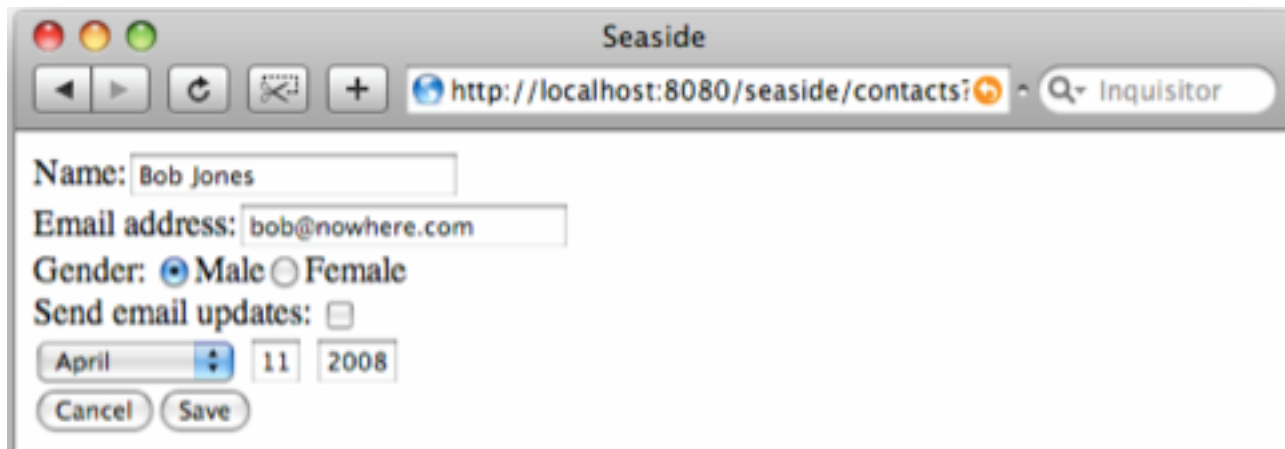 Seaside
http://localhost:8080/seaside/contacts? Inquisitor
Name: Bob Jones
Email address: bob@nowhere.com
Gender: Male Female
Send email updates:
April 11 2008
Cancel Save